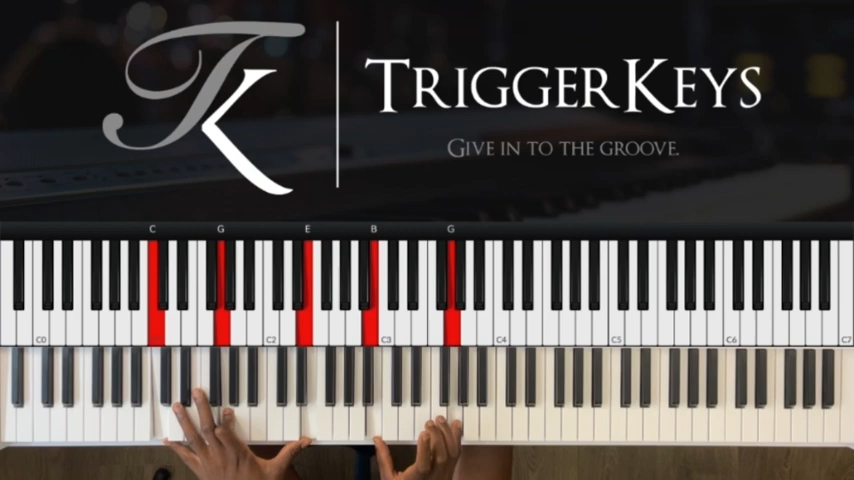 TK
TRIGGERKEYS
GIVE IN TO THE GROOVE.
C G E B G
C0 C2 C3 C4 C5 C6 C7